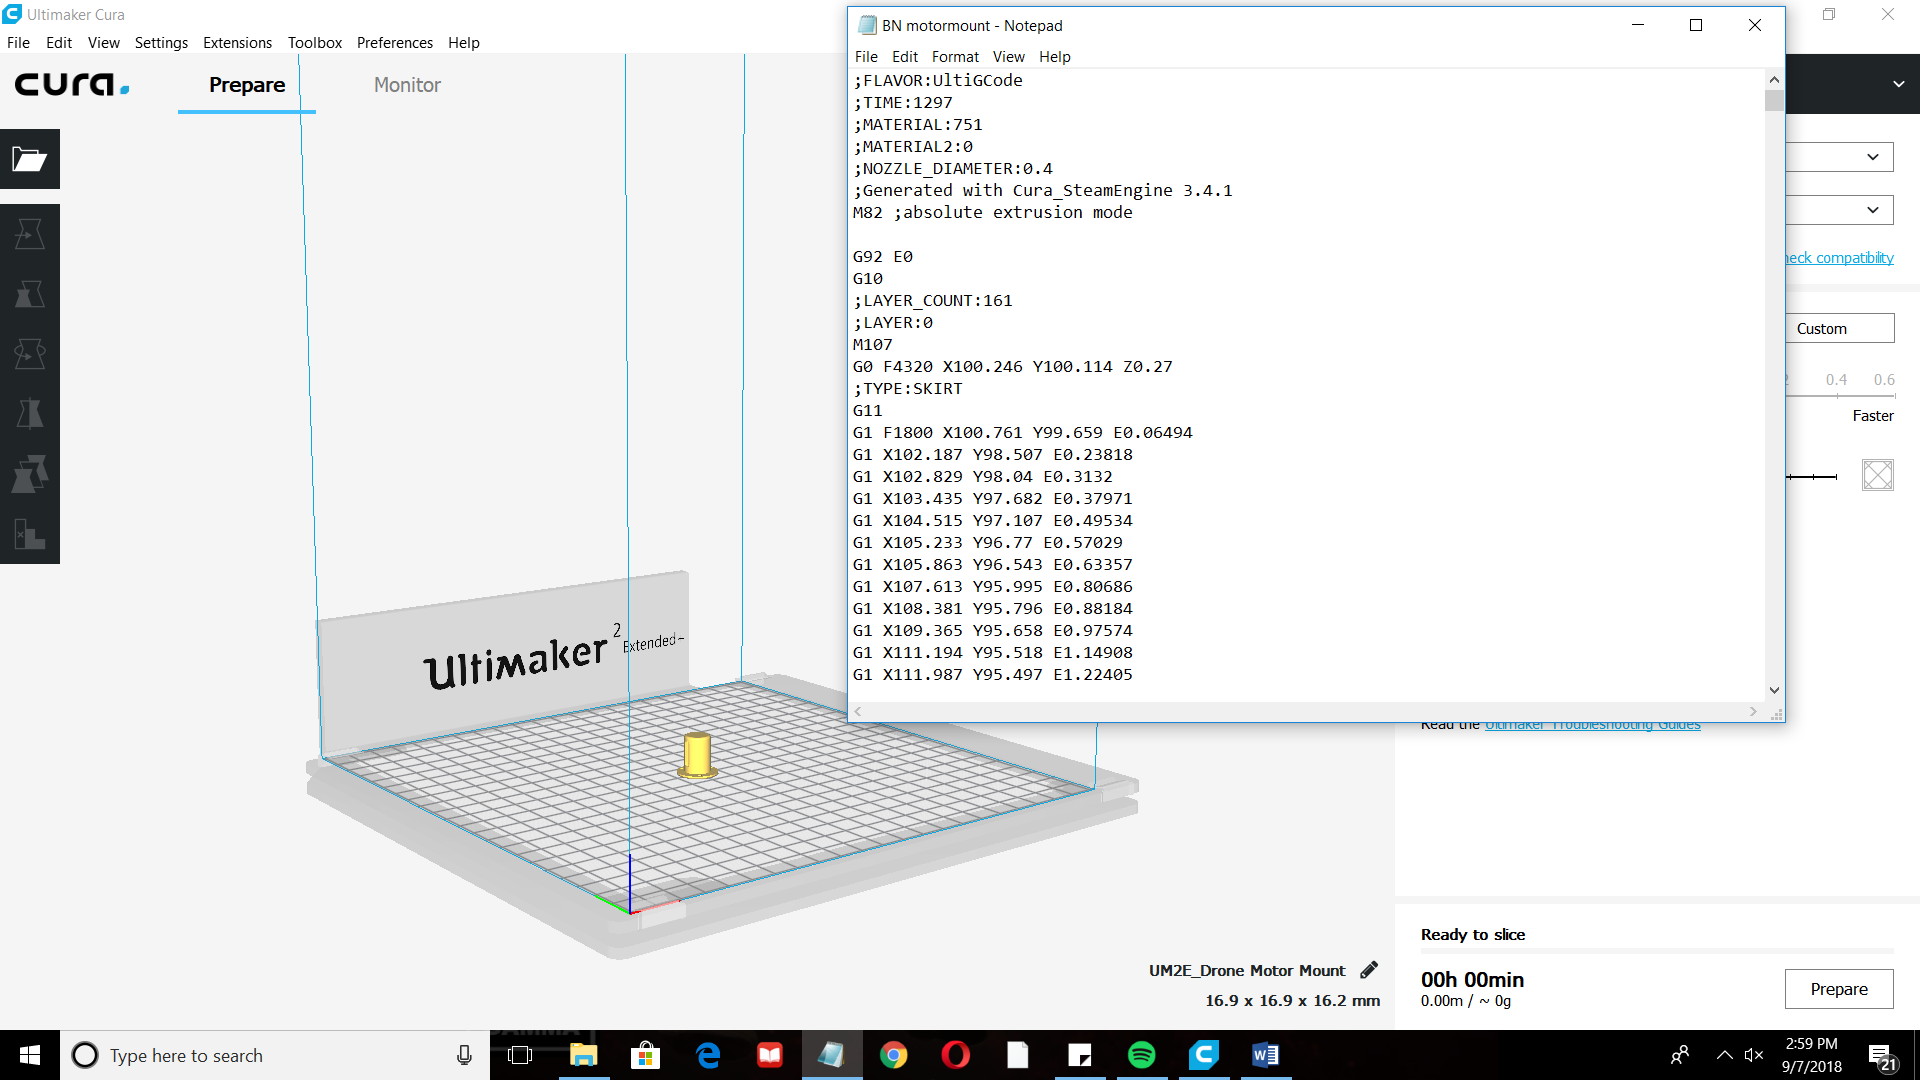 Ultimaker Cura
File Edit View Settings Extensions Toolbox Preferences Help
cura.
Prepare
Monitor
BN motormount - Notepad
File Edit Format View Help
;FLAVOR:UltiGCode
;TIME:1297
;MATERIAL:751
;MATERIAL2:0
;NOZZLE_DIAMETER:0.4
;Generated with Cura_SteamEngine 3.4.1
M82 ;absolute extrusion mode
G92 E0
G10
;LAYER_COUNT:161
;LAYER:0
M107
G0 F4320 X100.246 Y100.114 Z0.27
;TYPE:SKIRT
G11
G1 F1800 X100.761 Y99.659 E0.06494
G1 X102.187 Y98.507 E0.23818
G1 X102.829 Y98.04 E0.3132
G1 X103.435 Y97.682 E0.37971
G1 X104.515 Y97.107 E0.49534
G1 X105.233 Y96.77 E0.57029
G1 X105.863 Y96.543 E0.63357
G1 X107.613 Y95.995 E0.80686
G1 X108.381 Y95.796 E0.88184
G1 X109.365 Y95.658 E0.97574
G1 X111.194 Y95.518 E1.14908
G1 X111.987 Y95.497 E1.22405
compatibility
Custom
0.4 0.6
Faster
Ultimaker 2 Extended~
Read the Ultimaker Troubleshooting Guides
UM2E_Drone Motor Mount
16.9 x 16.9 x 16.2 mm
Ready to slice
00h 00min
0.00m / ~ 0g
Prepare
Type here to search
2:59 PM
9/7/2018
21